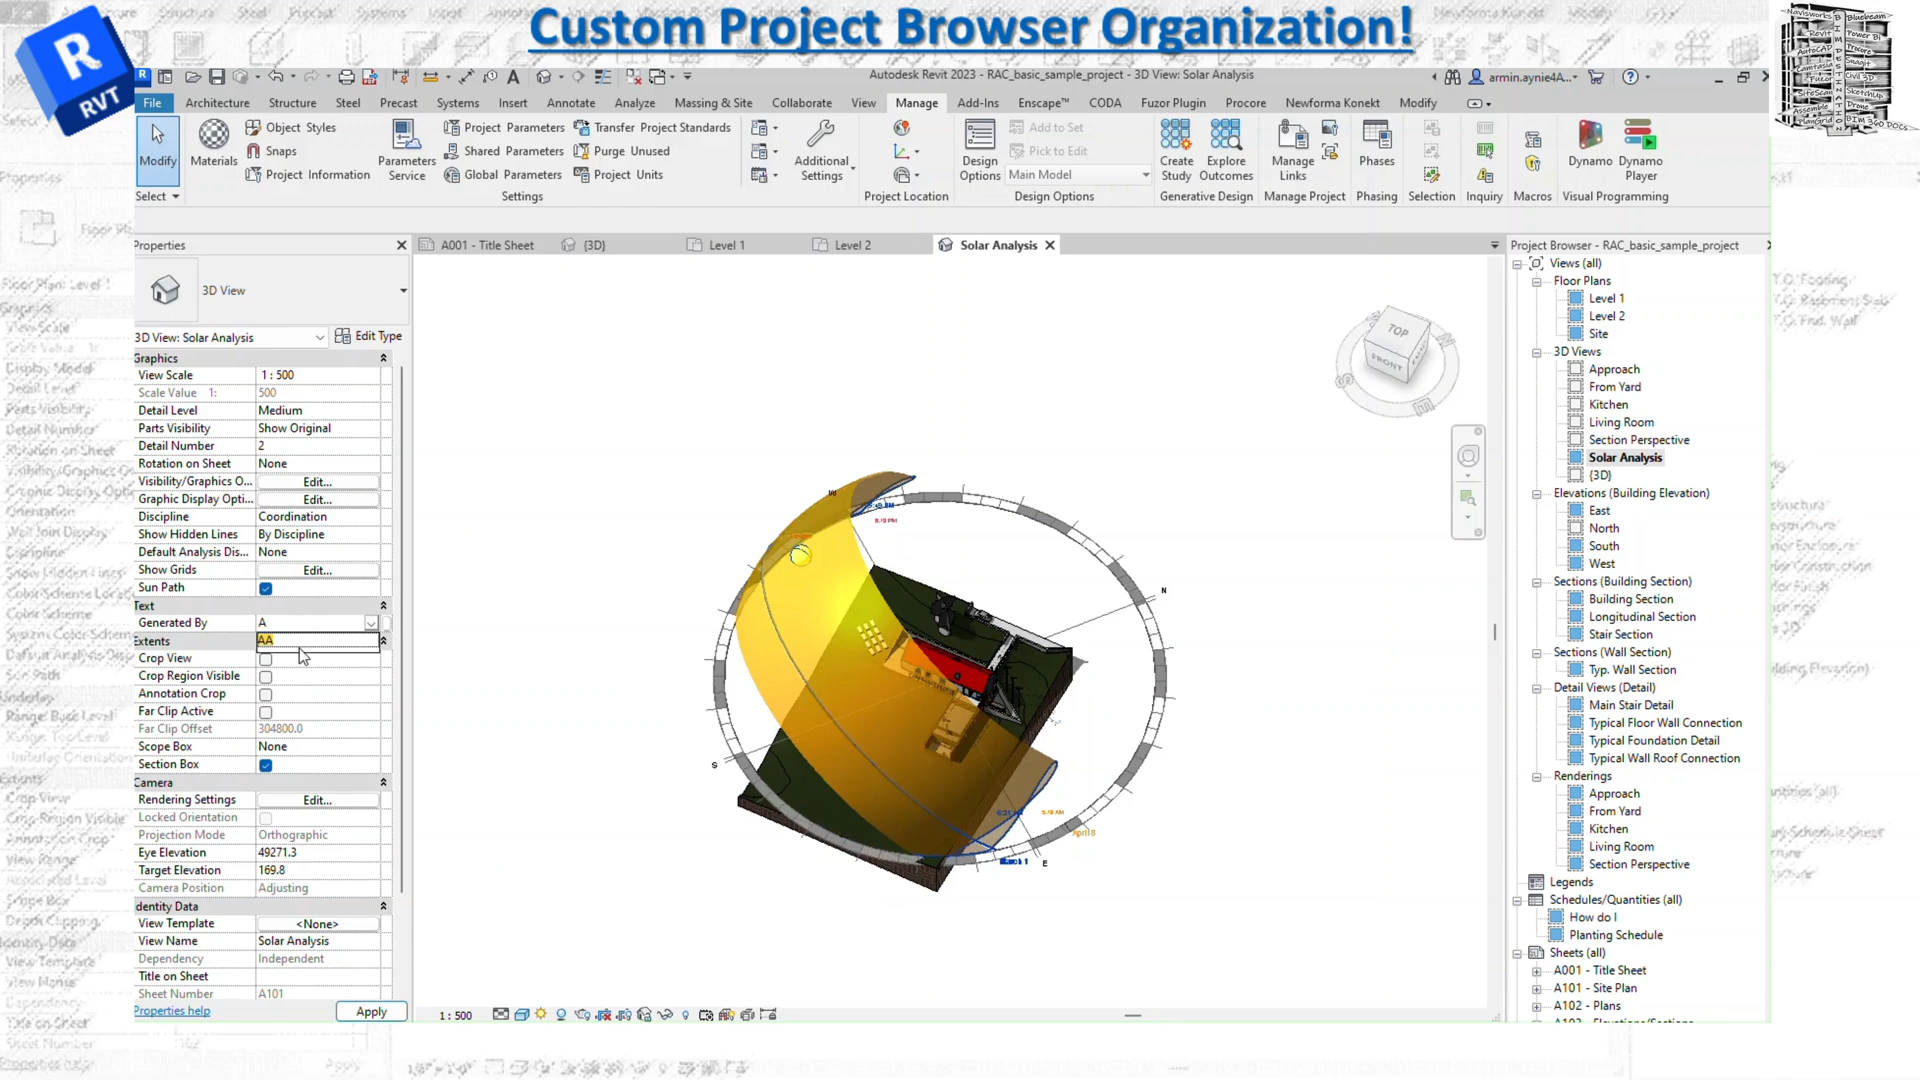 Custom Project Browser Organization!
R
RVT
Autodesk Revit 2023 - RAC_basic_sample_project - 3D View: Solar Analysis
armin.aynie4A...
File Architecture Structure Steel Precast Systems Insert Annotate Analyze Massing & Site Collaborate View Manage Add-Ins Enscape™ CODA Fuzor Plugin Procore Newforma Konekt Modify
Modify
Materials
Object Styles
Snaps
Project Information
Parameters Service
Project Parameters
Shared Parameters
Global Parameters
Transfer Project Standards
Purge Unused
Project Units
Additional Settings
Design Options
Add to Set
Pick to Edit
Main Model
Create Study
Explore Outcomes
Manage Links
Phases
Dynamo
Dynamo Player
Select Settings Project Location Design Options Generative Design Manage Project Phasing Selection Inquiry Macros Visual Programming
Properties
3D View
3D View: Solar Analysis
Edit Type
Graphics
View Scale 1 : 500
Scale Value 1: 500
Detail Level Medium
Parts Visibility Show Original
Detail Number 2
Rotation on Sheet None
Visibility/Graphics O... Edit...
Graphic Display Opti... Edit...
Discipline Coordination
Show Hidden Lines By Discipline
Default Analysis Dis... None
Show Grids Edit...
Sun Path
Text
Generated By A
Extents AA
Crop View
Crop Region Visible
Annotation Crop
Far Clip Active
Far Clip Offset 304800.0
Scope Box None
Section Box
Camera
Rendering Settings Edit...
Locked Orientation
Projection Mode Orthographic
Eye Elevation 49271.3
Target Elevation 169.8
Camera Position Adjusting
Identity Data
View Template <None>
View Name Solar Analysis
Dependency Independent
Title on Sheet
Sheet Number A101
Properties help Apply
A001 - Title Sheet {3D} Level 1 Level 2 Solar Analysis
TOP
FRONT
W
N
S
E
April 8
1 : 500
Project Browser - RAC_basic_sample_project
Views (all)
Floor Plans
Level 1
Level 2
Site
3D Views
Approach
From Yard
Kitchen
Living Room
Section Perspective
Solar Analysis
{3D}
Elevations (Building Elevation)
East
North
South
West
Sections (Building Section)
Building Section
Longitudinal Section
Stair Section
Sections (Wall Section)
Typ. Wall Section
Detail Views (Detail)
Main Stair Detail
Typical Floor Wall Connection
Typical Foundation Detail
Typical Wall Roof Connection
Renderings
Approach
From Yard
Kitchen
Living Room
Section Perspective
Legends
Schedules/Quantities (all)
How do I
Planting Schedule
Sheets (all)
A001 - Title Sheet
A101 - Site Plan
A102 - Plans